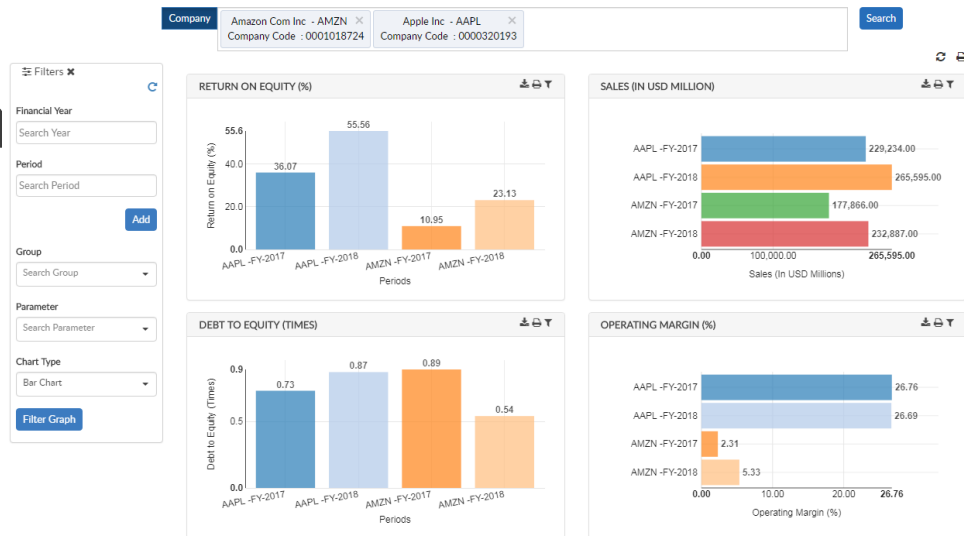 Company
Amazon Com Inc - AMZN ×
Company Code : 0001018724
Apple Inc - AAPL ×
Company Code : 0000320193
Search
Filters ✖
Financial Year
Search Year
Period
Search Period
Add
Group
Search Group
Parameter
Search Parameter
Chart Type
Bar Chart
Filter Graph
RETURN ON EQUITY (%)
Return on Equity (%)
55.6
40.0
20.0
0.0
36.07
55.56
10.95
23.13
AAPL -FY-2017
AAPL -FY-2018
AMZN -FY-2017
AMZN -FY-2018
Periods
SALES (IN USD MILLION)
AAPL -FY-2017
229,234.00
AAPL -FY-2018
265,595.00
AMZN -FY-2017
177,866.00
AMZN -FY-2018
232,887.00
0.00
100,000.00
265,595.00
Sales (In USD Millions)
DEBT TO EQUITY (TIMES)
Debt to Equity (Times)
0.9
0.5
0.0
0.73
0.87
0.89
0.54
AAPL -FY-2017
AAPL -FY-2018
AMZN -FY-2017
AMZN -FY-2018
Periods
OPERATING MARGIN (%)
AAPL -FY-2017
26.76
AAPL -FY-2018
26.69
AMZN -FY-2017
2.31
AMZN -FY-2018
5.33
0.00
10.00
20.00
26.76
Operating Margin (%)